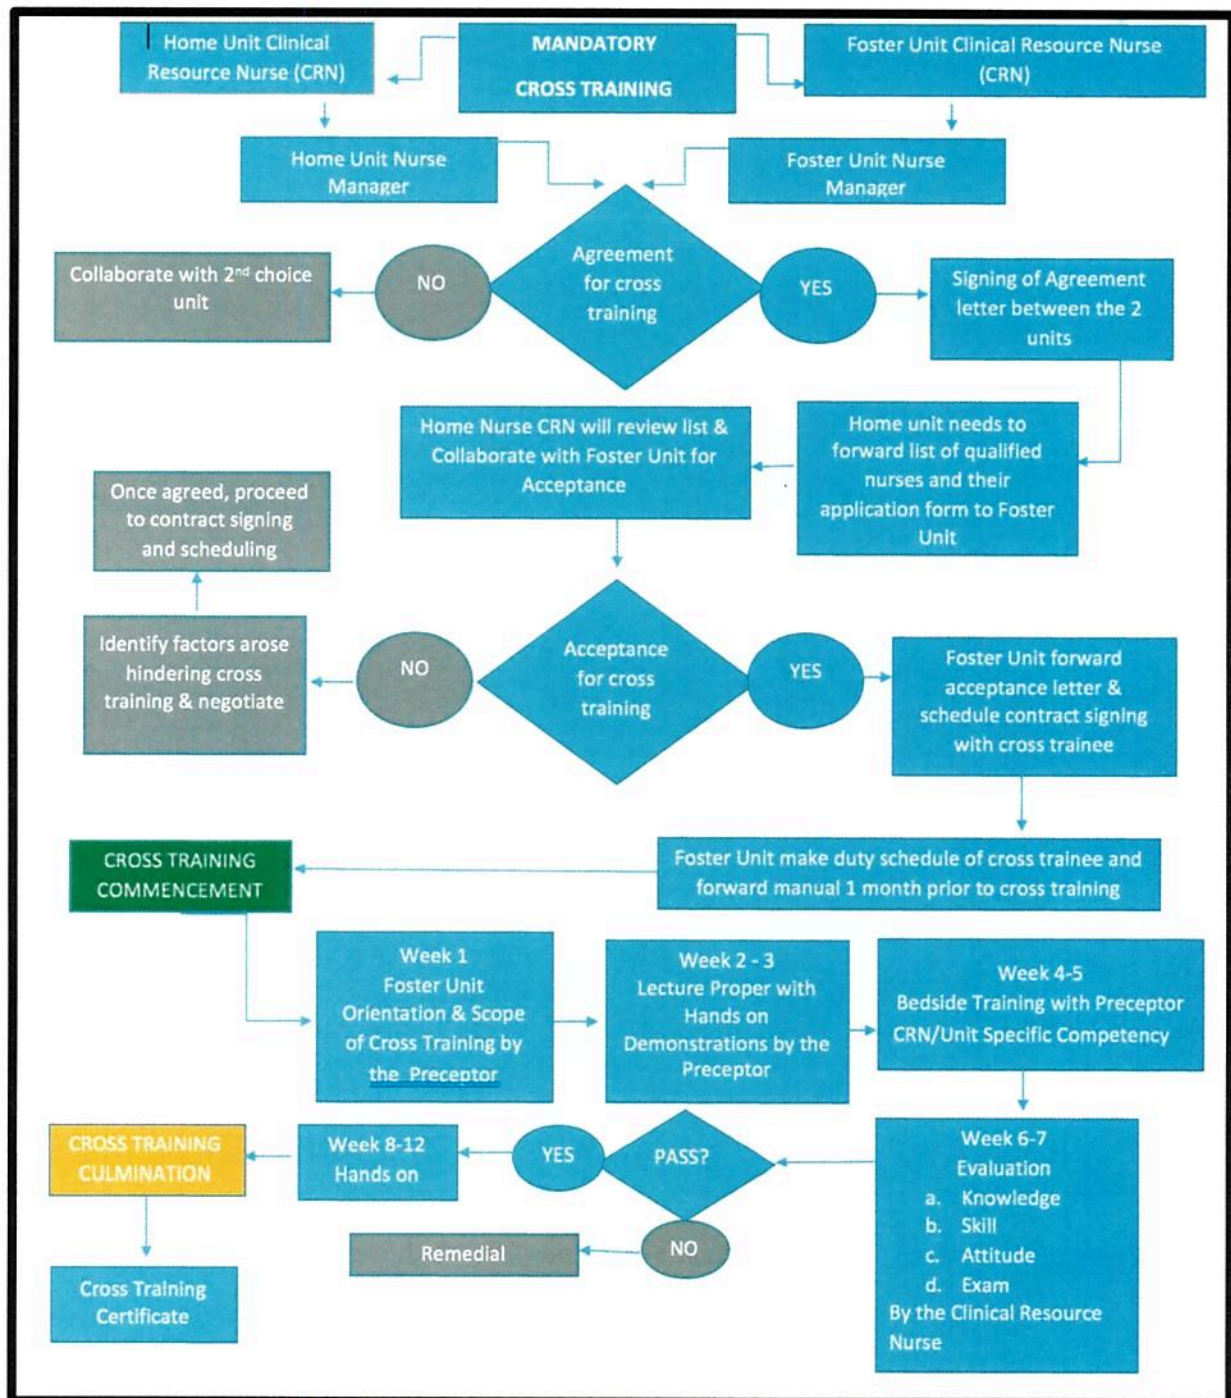 Home Unit Clinical
Resource Nurse (CRN)
MANDATORY
CROSS TRAINING
Foster Unit Clinical Resource Nurse
(CRN)
Home Unit Nurse
Manager
Foster Unit Nurse
Manager
Agreement
for cross
training
NO
Collaborate with 2nd choice
unit
YES
Signing of Agreement
letter between the 2
units
Home unit needs to
forward list of qualified
nurses and their
application form to Foster
Unit
Home Nurse CRN will review list &
Collaborate with Foster Unit for
Acceptance
Acceptance
for cross
training
NO
Identify factors arose
hindering cross
training & negotiate
Once agreed, proceed
to contract signing
and scheduling
YES
Foster Unit forward
acceptance letter &
schedule contract signing
with cross trainee
Foster Unit make duty schedule of cross trainee and
forward manual 1 month prior to cross training
CROSS TRAINING
COMMENCEMENT
Week 1
Foster Unit
Orientation & Scope
of Cross Training by
the Preceptor
Week 2 - 3
Lecture Proper with
Hands on
Demonstrations by the
Preceptor
Week 4-5
Bedside Training with Preceptor
CRN/Unit Specific Competency
Week 6-7
Evaluation
a. Knowledge
b. Skill
c. Attitude
d. Exam
By the Clinical Resource
Nurse
PASS?
YES
Week 8-12
Hands on
NO
Remedial
CROSS TRAINING
CULMINATION
Cross Training
Certificate